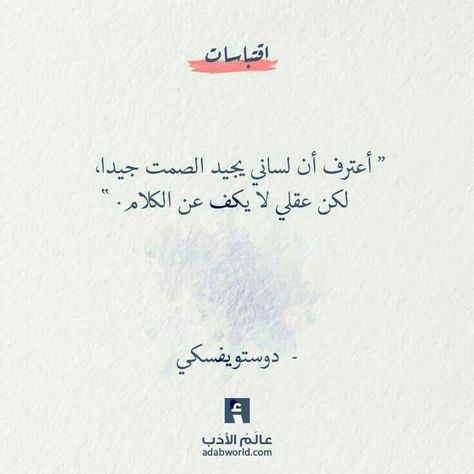 اقتباسات
” أعترف أن لساني يجيد الصمت جيدا،
لكن عقلي لا يكف عن الكلام. “
- دوستويفسكي
أ
عالم الأدب
adabworld.com